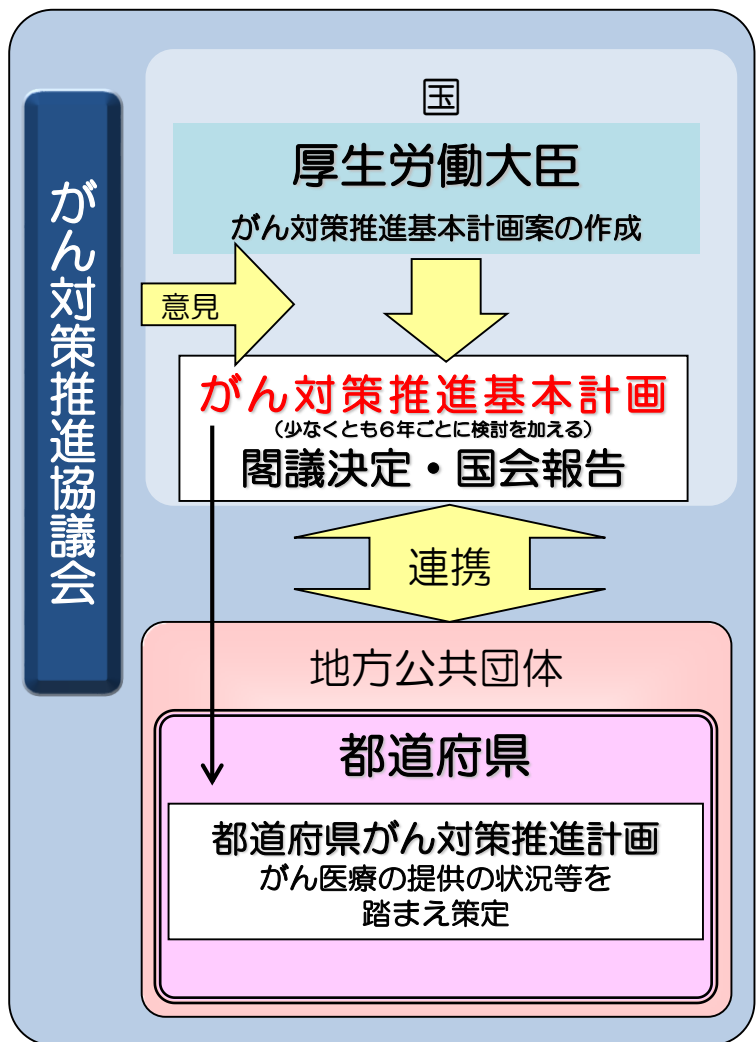 がん対策推進協議会
国
厚生労働大臣
がん対策推進基本計画案の作成
意見
がん対策推進基本計画
（少なくとも６年ごとに検討を加える）
閣議決定・国会報告
連携
地方公共団体
都道府県
都道府県がん対策推進計画
がん医療の提供の状況等を
踏まえ策定